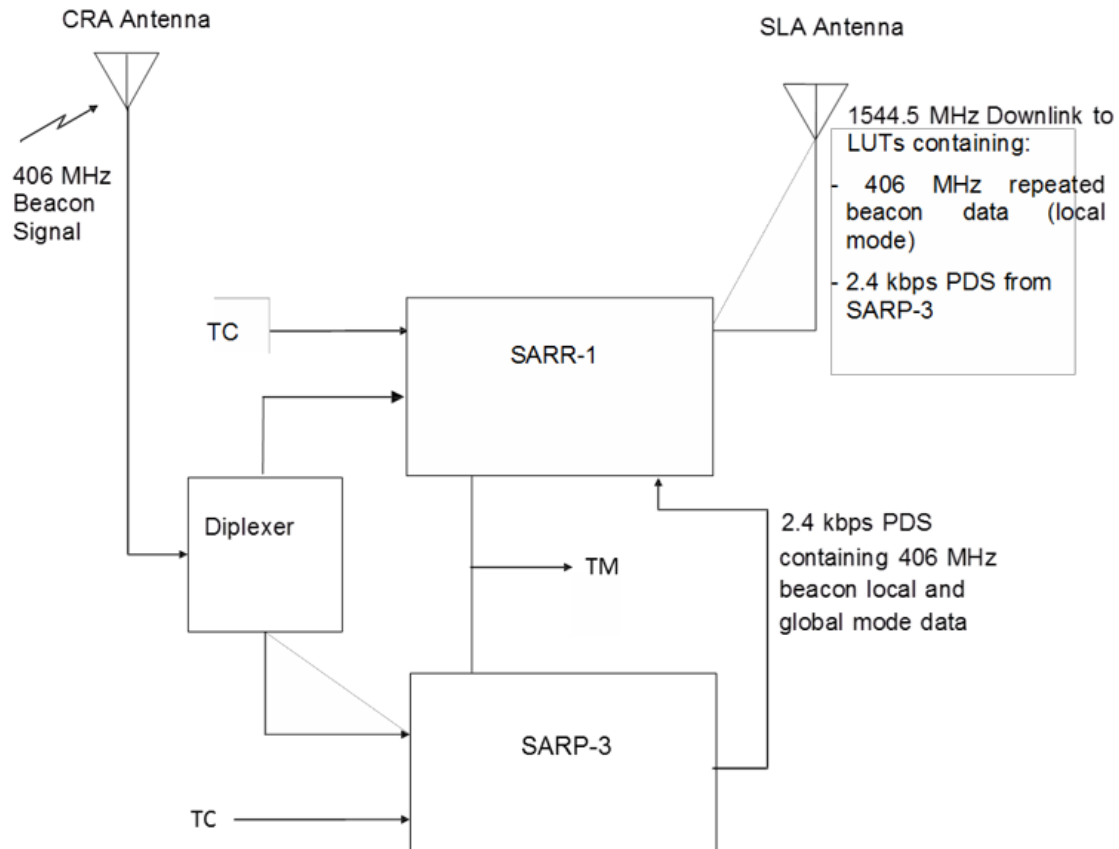 CRA Antenna
SLA Antenna
406 MHz
Beacon
Signal
1544.5 MHz Downlink to
LUTs containing:
- 406 MHz repeated
beacon data (local
mode)
- 2.4 kbps PDS from
SARP-3
TC
SARR-1
Diplexer
TM
2.4 kbps PDS
containing 406 MHz
beacon local and
global mode data
SARP-3
TC